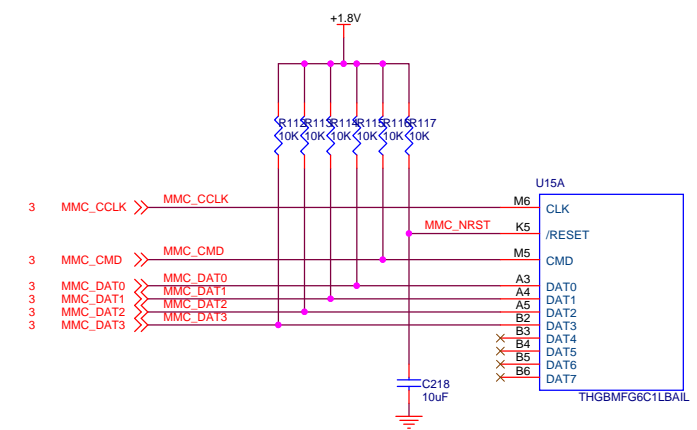 +1.8V
R112 R113 R114 R115 R116 R117
10K 10K 10K 10K 10K 10K
U15A
3 MMC_CCLK MMC_CCLK M6 CLK
MMC_NRST K5 /RESET
3 MMC_CMD MMC_CMD M5 CMD
3 MMC_DAT0 MMC_DAT0 A3 DAT0
3 MMC_DAT1 MMC_DAT1 A4 DAT1
3 MMC_DAT2 MMC_DAT2 A5 DAT2
3 MMC_DAT3 MMC_DAT3 B2 DAT3
B3 DAT4
B4 DAT5
B5 DAT6
B6 DAT7
C218
10uF
THGBMFG6C1LBAIL